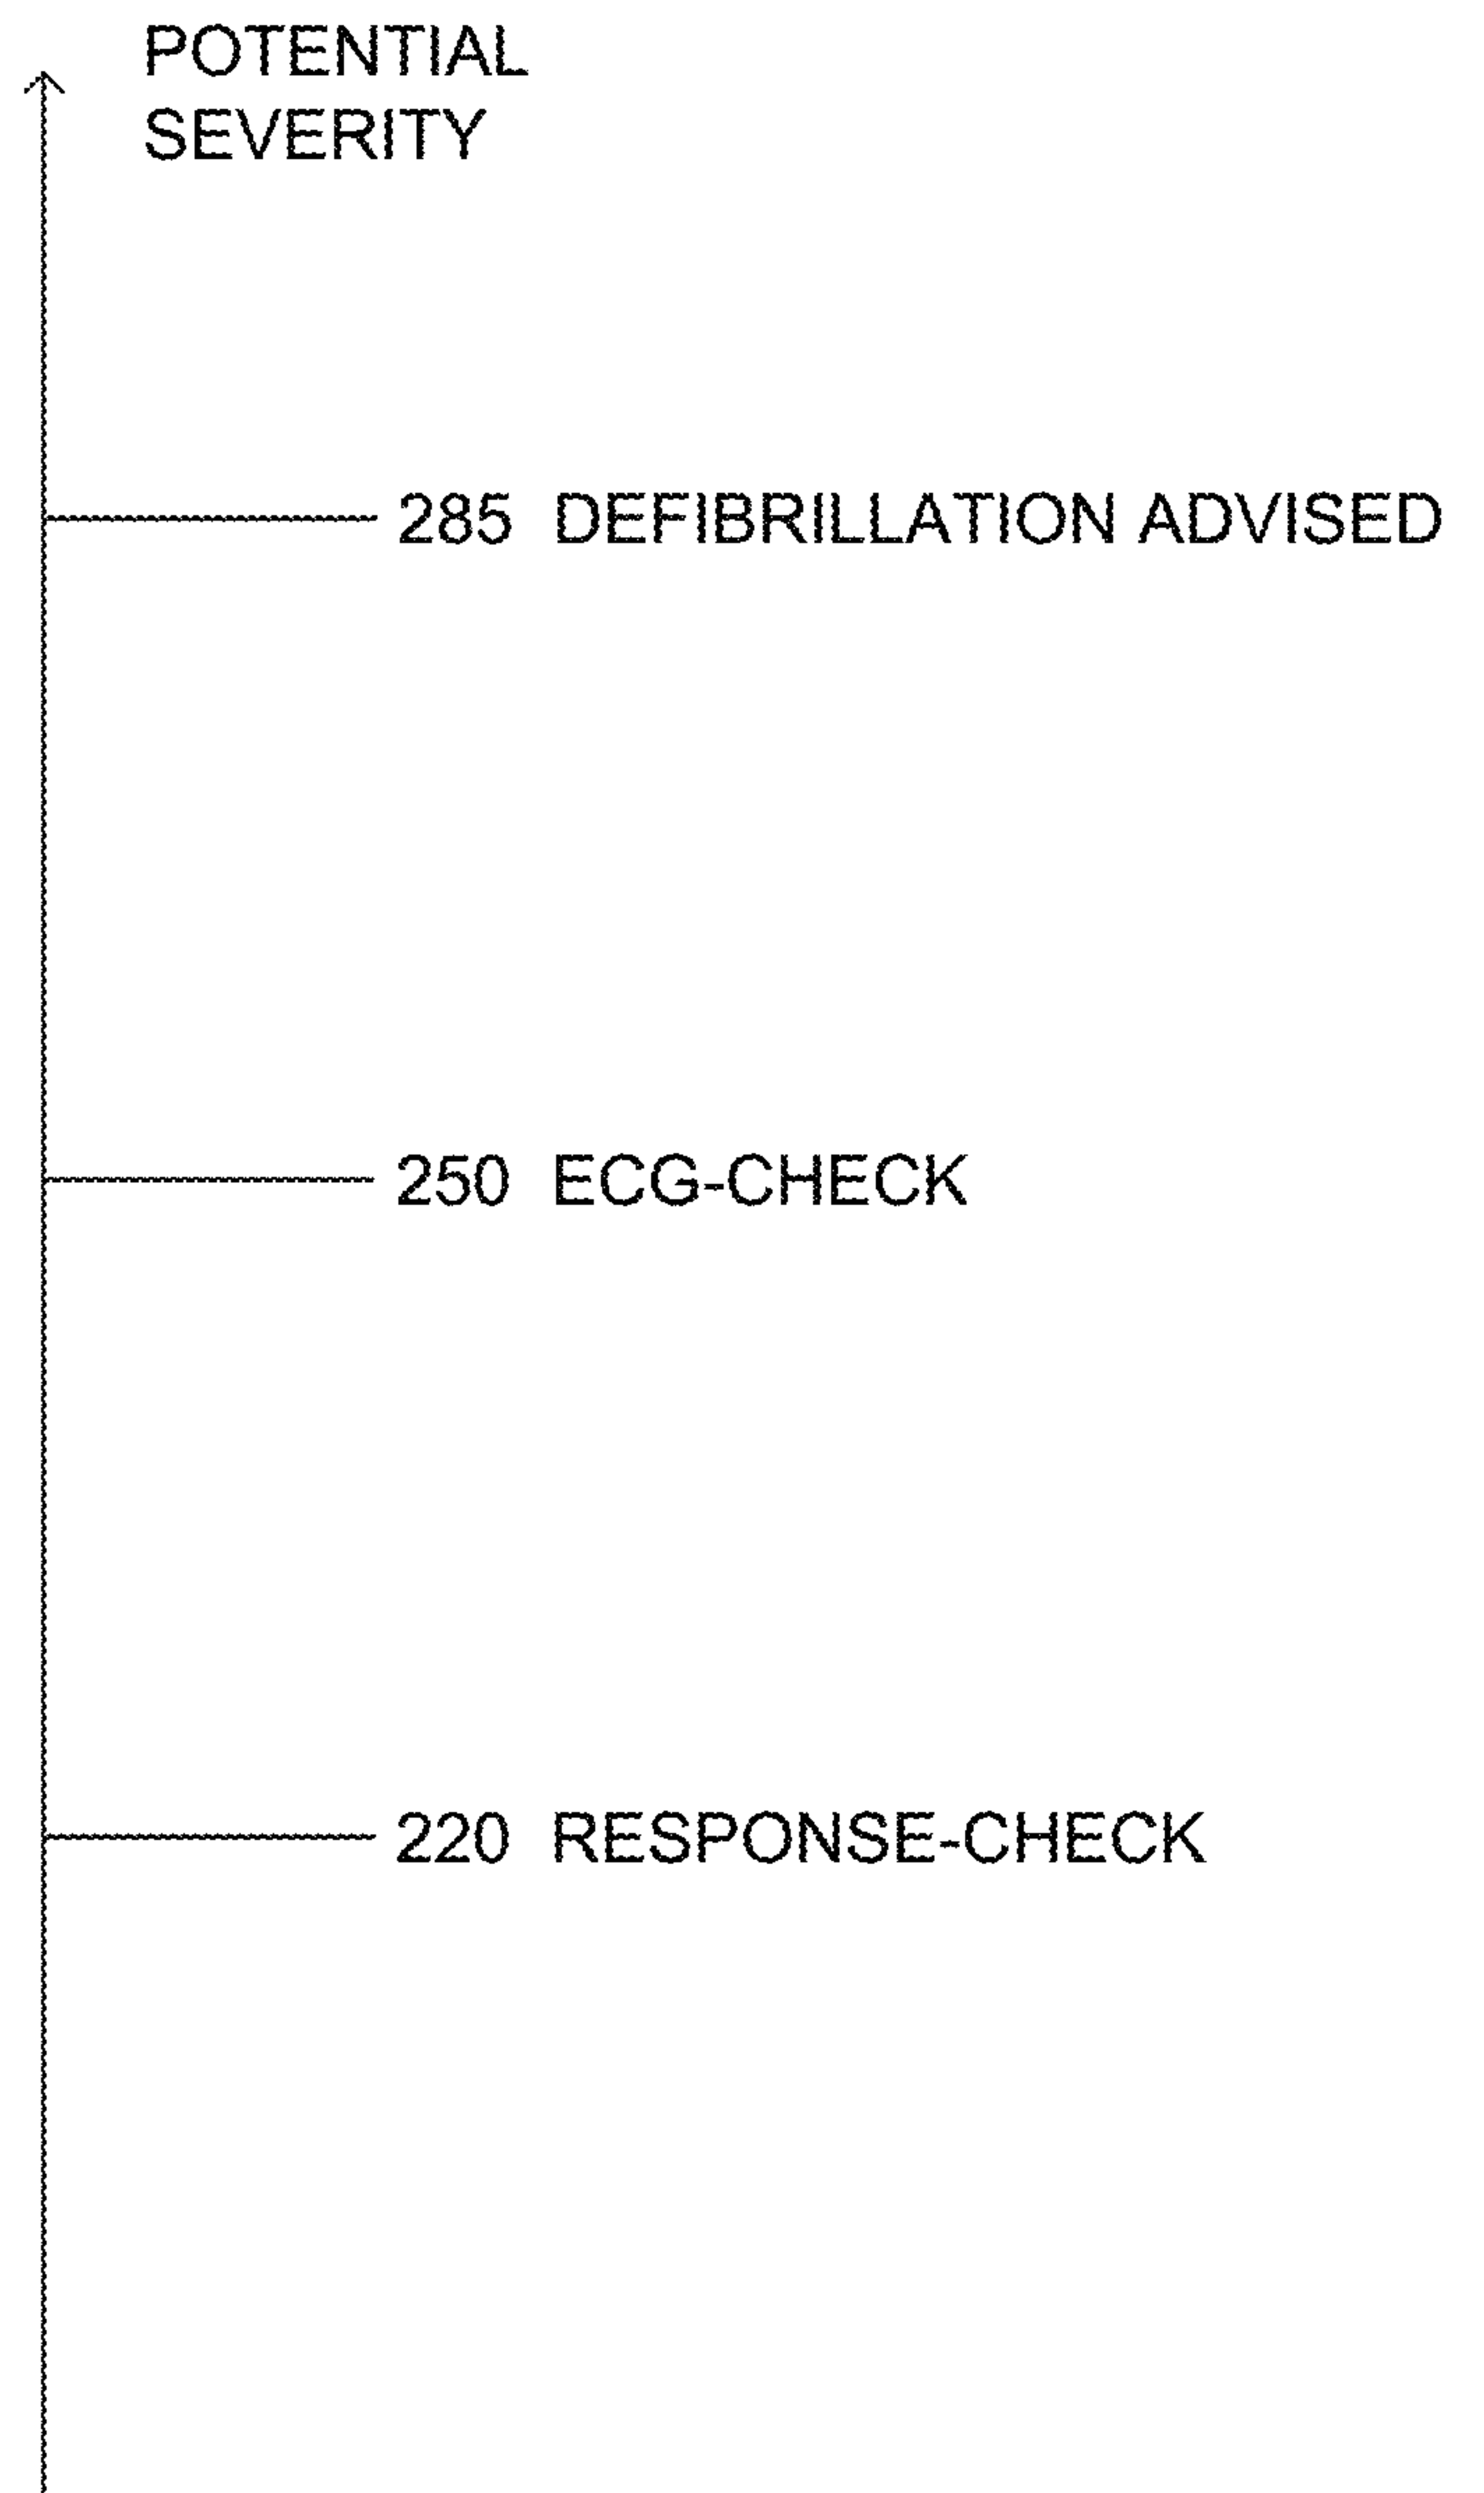 POTENTIAL
SEVERITY
285 DEFIBRILLATION ADVISED
250 ECG-CHECK
220 RESPONSE-CHECK